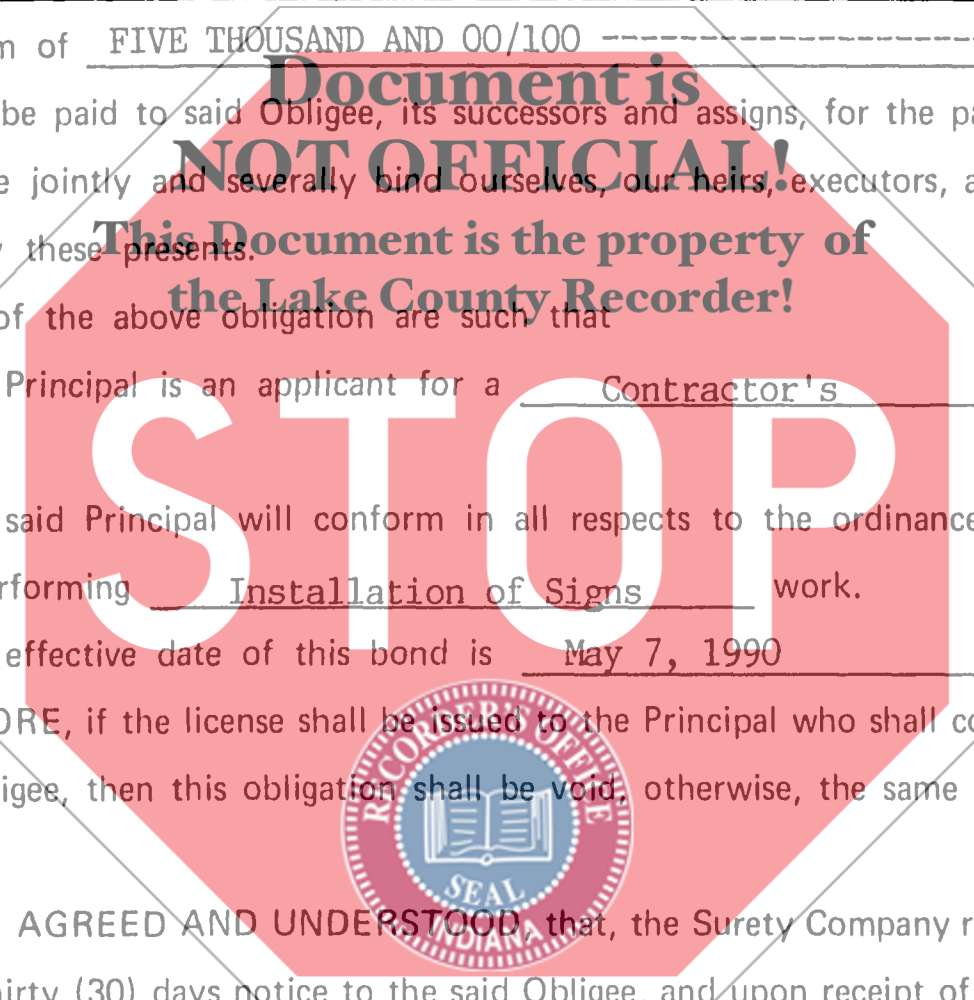 m of FIVE THOUSAND AND 00/100 --------------------
Document is
be paid to said Obligee, its successors and assigns, for the
NOT OFFICIAL!
jointly and severally bind ourselves, our heirs, executors,
This Document is the property of
these presents.
the Lake County Recorder!
of the above obligation are such that
Principal is an applicant for a Contractor's
STOP
said Principal will conform in all respects to the ordinance
rforming Installation of Signs work.
effective date of this bond is May 7, 1990
ORE, if the license shall be issued to the Principal who shall co
RECORDER'S OFFICE
igee, then this obligation shall be void, otherwise, the same
SEAL
INDIANA
AGREED AND UNDERSTOOD, that, the Surety Company
hirty (30) days notice to the said Obligee, and upon receipt of